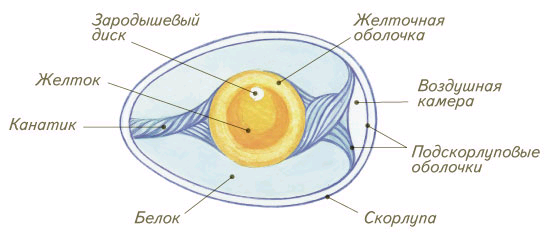 Зародышевый
диск
Желточная
оболочка
Желток
Воздушная
камера
Канатик
Подскорлуповые
оболочки
Белок
Скорлупа